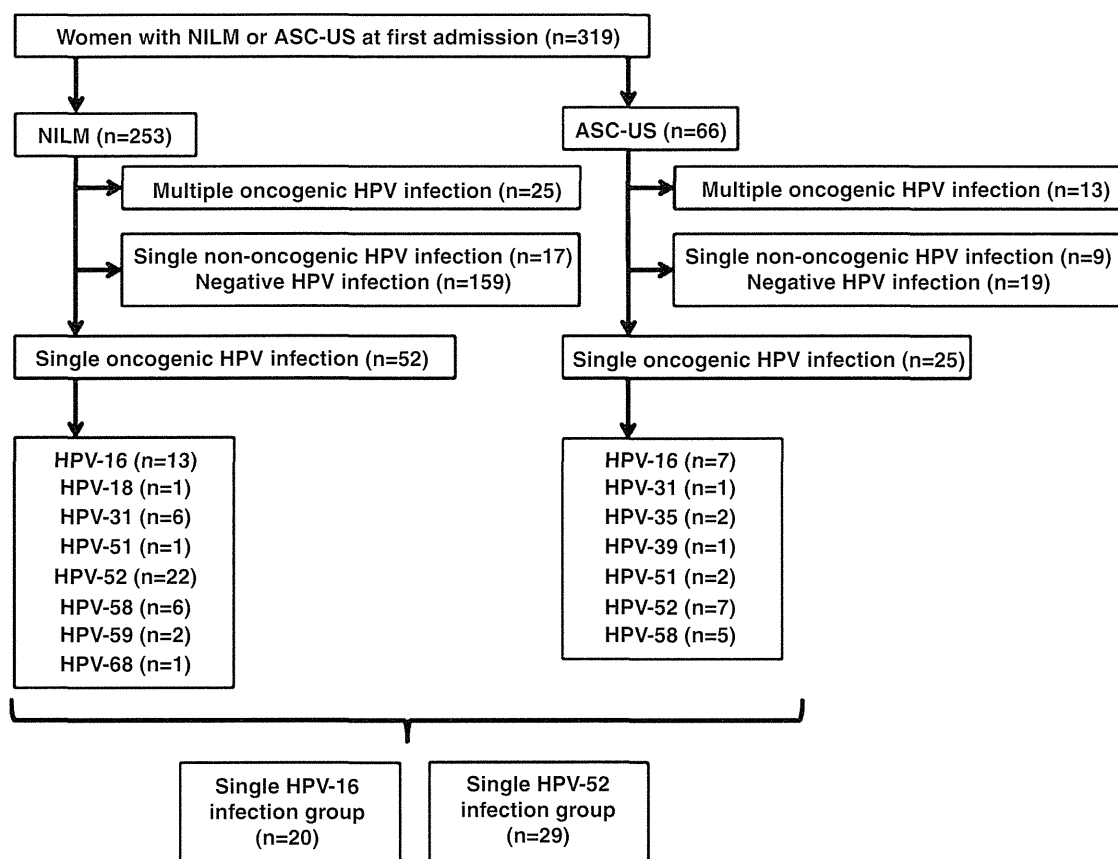 Women with NILM or ASC-US at first admission (n=319)
NILM (n=253)
ASC-US (n=66)
Multiple oncogenic HPV infection (n=25)
Multiple oncogenic HPV infection (n=13)
Single non-oncogenic HPV infection (n=17)
Negative HPV infection (n=159)
Single non-oncogenic HPV infection (n=9)
Negative HPV infection (n=19)
Single oncogenic HPV infection (n=52)
Single oncogenic HPV infection (n=25)
HPV-16 (n=13)
HPV-18 (n=1)
HPV-31 (n=6)
HPV-51 (n=1)
HPV-52 (n=22)
HPV-58 (n=6)
HPV-59 (n=2)
HPV-68 (n=1)
HPV-16 (n=7)
HPV-31 (n=1)
HPV-35 (n=2)
HPV-39 (n=1)
HPV-51 (n=2)
HPV-52 (n=7)
HPV-58 (n=5)
Single HPV-16
infection group
(n=20)
Single HPV-52
infection group
(n=29)